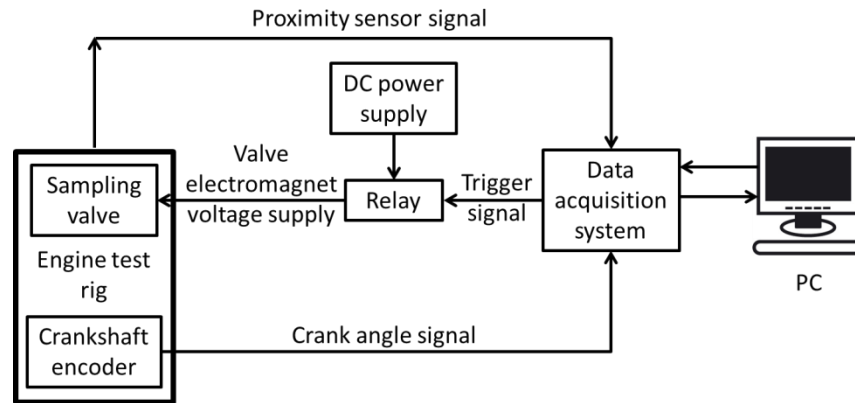 Proximity sensor signal
DC power
supply
Valve
electromagnet
voltage supply
Relay
Trigger
signal
Data
acquisition
system
Sampling
valve
Engine test
rig
Crankshaft
encoder
Crank angle signal
PC